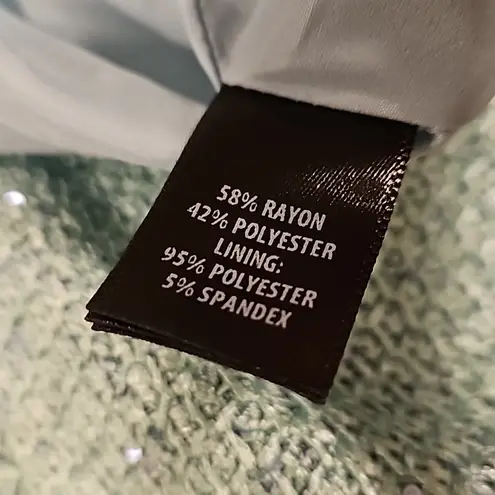 58% RAYON
42% POLYESTER
LINING:
95% POLYESTER
5% SPANDEX